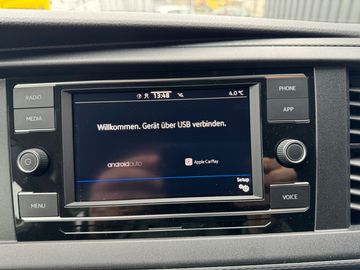 13:48
4.0°C
RADIO
MEDIA
MENU
Willkommen. Gerät über USB verbinden.
androidauto
Apple CarPlay
Setup
PHONE
APP
VOICE